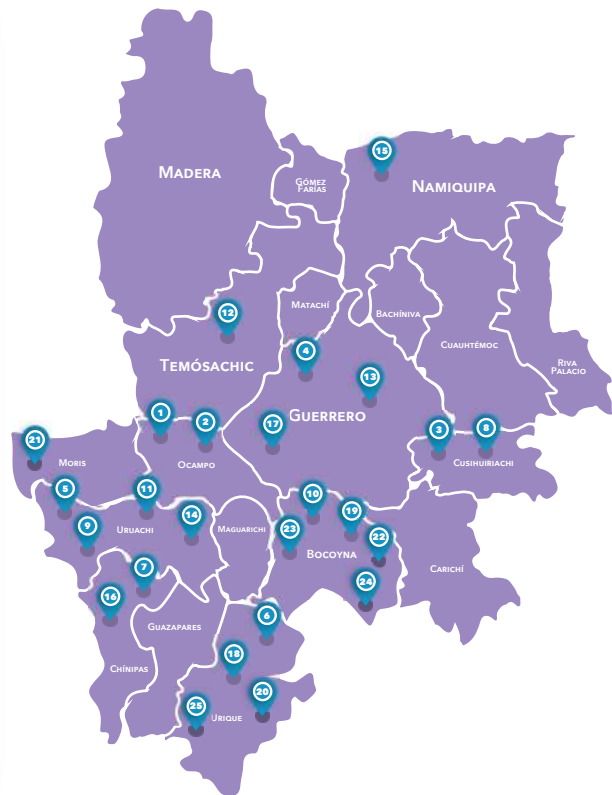 15
MADERA
GÓMEZ
FARÍAS
NAMIQUIPA
12
MATACHÍ
BACHÍNIVA
CUAUHTÉMOC
4
TEMÓSACHIC
13
RIVA
PALACIO
1
2
17
GUERRERO
3
8
21
MORIS
OCAMPO
CUSIHUIRIACHI
5
11
10
9
URUACHI
14
MAGUARICHI
23
19
22
BOCOYNA
CARICHÍ
7
24
16
GUAZAPARES
6
CHÍNIPAS
18
20
25
URIQUE